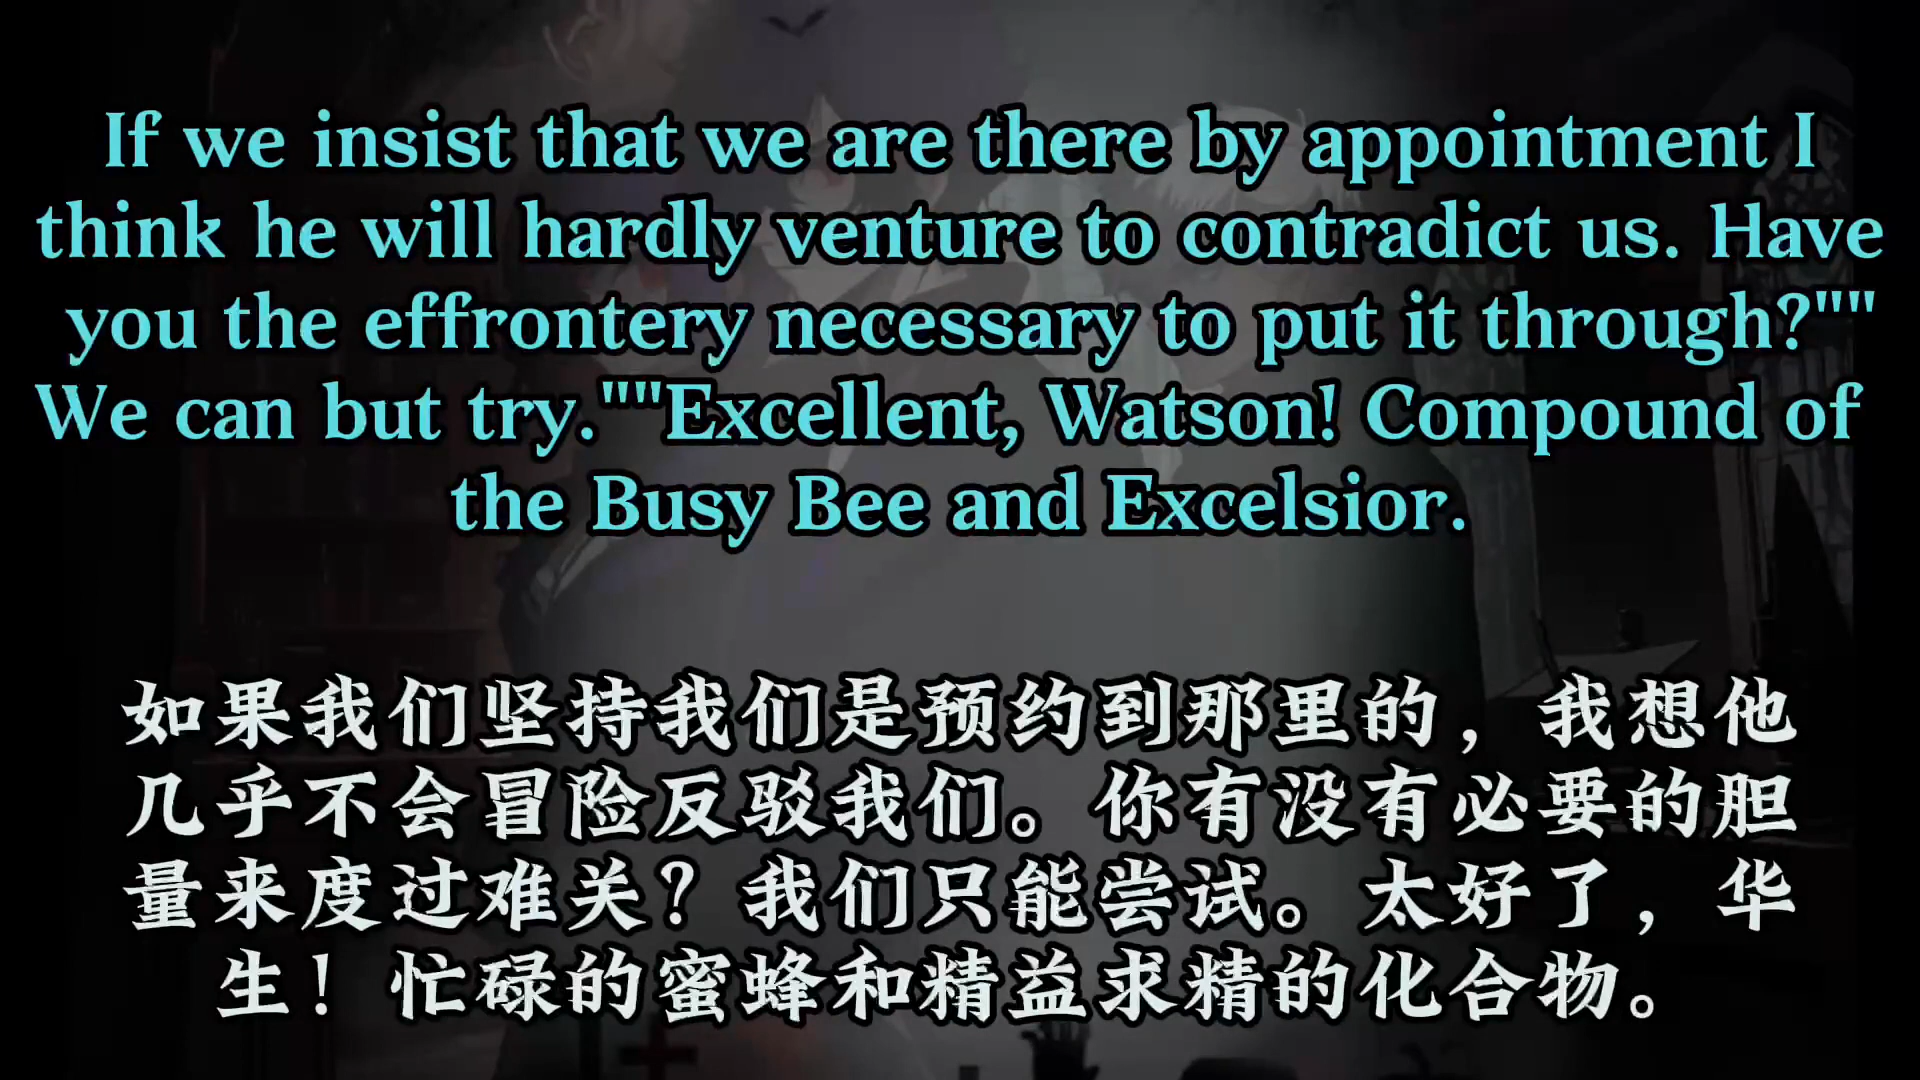 If we insist that we are there by appointment I
think he will hardly venture to contradict us. Have
you the effrontery necessary to put it through?""
We can but try.""Excellent, Watson! Compound of
the Busy Bee and Excelsior.
如果我们坚持我们是预约到那里的，我想他
几乎不会冒险反驳我们。你有没有必要的胆
量来度过难关？我们只能尝试。太好了，华
生！忙碌的蜜蜂和精益求精的化合物。